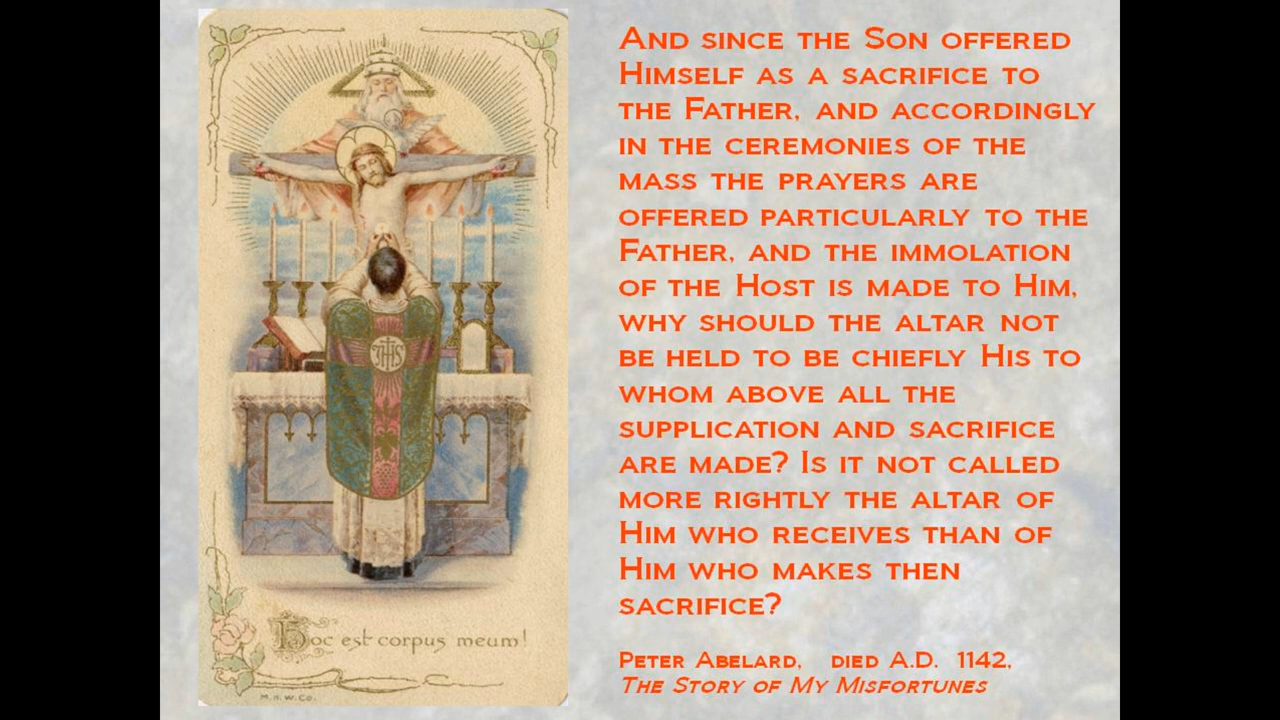 IHS
Hoc est corpus meum!
M. B. W. Co.
And since the Son offered
Himself as a sacrifice to
the Father, and accordingly
in the ceremonies of the
mass the prayers are
offered particularly to the
Father, and the immolation
of the Host is made to Him,
why should the altar not
be held to be chiefly His to
whom above all the
supplication and sacrifice
are made? Is it not called
more rightly the altar of
Him who receives than of
Him who makes then
sacrifice?
Peter Abelard, died A.D. 1142,
The Story of My Misfortunes